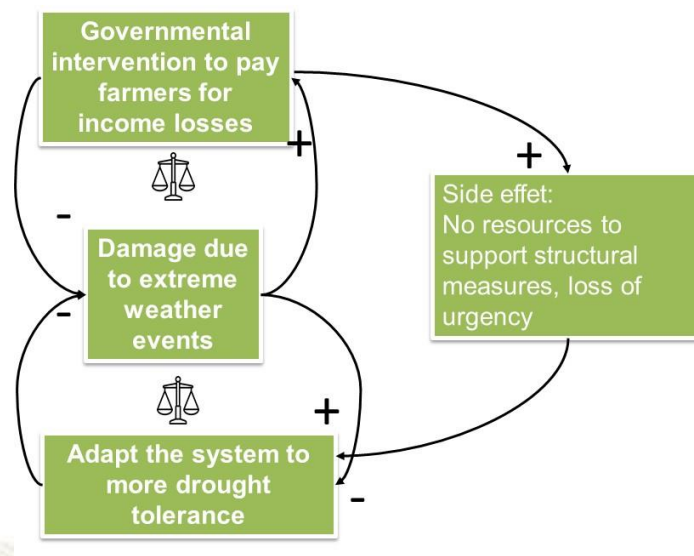 Governmental
intervention to pay
farmers for
income losses
+
+
-
Side effet:
No resources to
support structural
measures, loss of
urgency
Damage due
to extreme
weather
events
-
+
Adapt the system to
more drought
tolerance
-